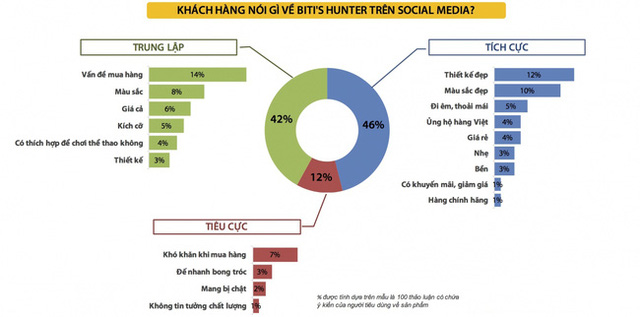 KHÁCH HÀNG NÓI GÌ VỀ BITI'S HUNTER TRÊN SOCIAL MEDIA?
TRUNG LẬP
Vấn đề mua hàng 14%
Màu sắc 8%
Giá cả 6%
Kích cỡ 5%
Có thích hợp để chơi thể thao không 4%
Thiết kế 3%
42%
46%
12%
TÍCH CỰC
Thiết kế đẹp 12%
Màu sắc đẹp 10%
Đi êm, thoải mái 5%
Ủng hộ hàng Việt 4%
Giá rẻ 4%
Nhẹ 3%
Bền 3%
Có khuyến mãi, giảm giá 1%
Hàng chính hãng 1%
TIÊU CỰC
Khó khăn khi mua hàng 7%
Đế nhanh bong tróc 3%
Mang bị chật 2%
Không tin tưởng chất lượng 1%
% được tính dựa trên mẫu là 100 thảo luận có chứa
ý kiến của người tiêu dùng về sản phẩm